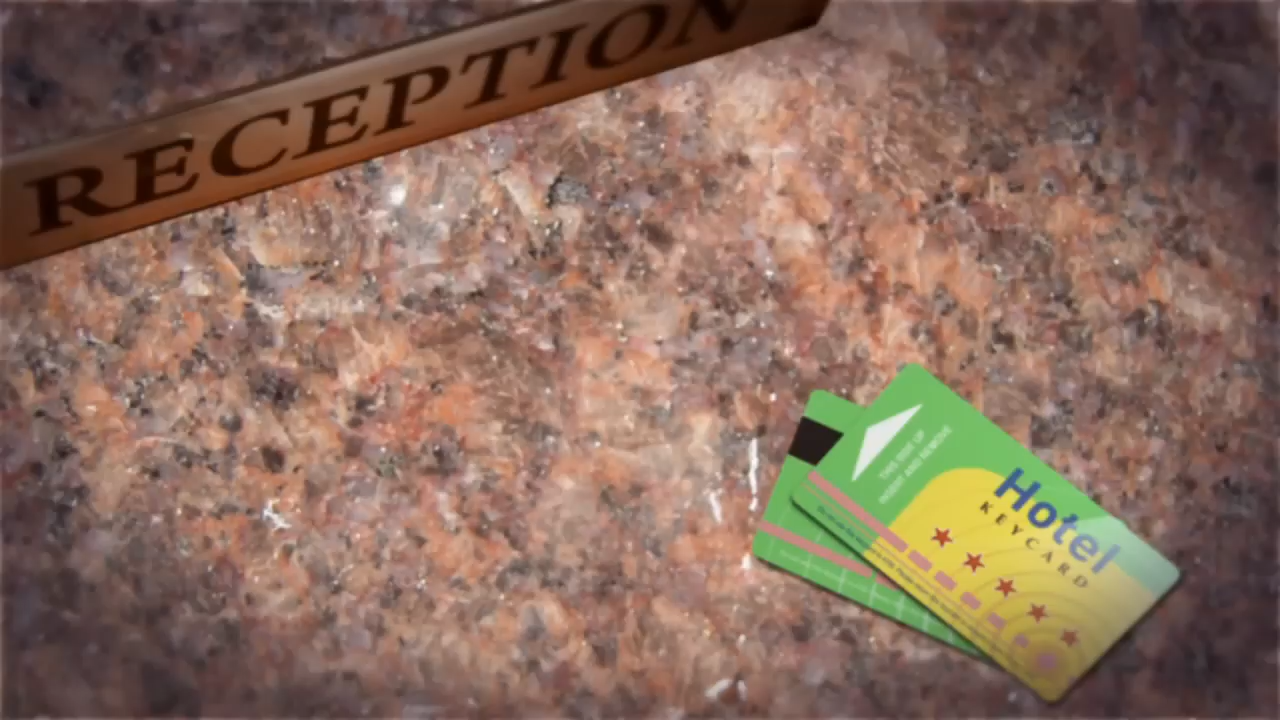 RECEPTION
THIS SIDE UP
INSERT AND REMOVE
Hotel
KEYCARD